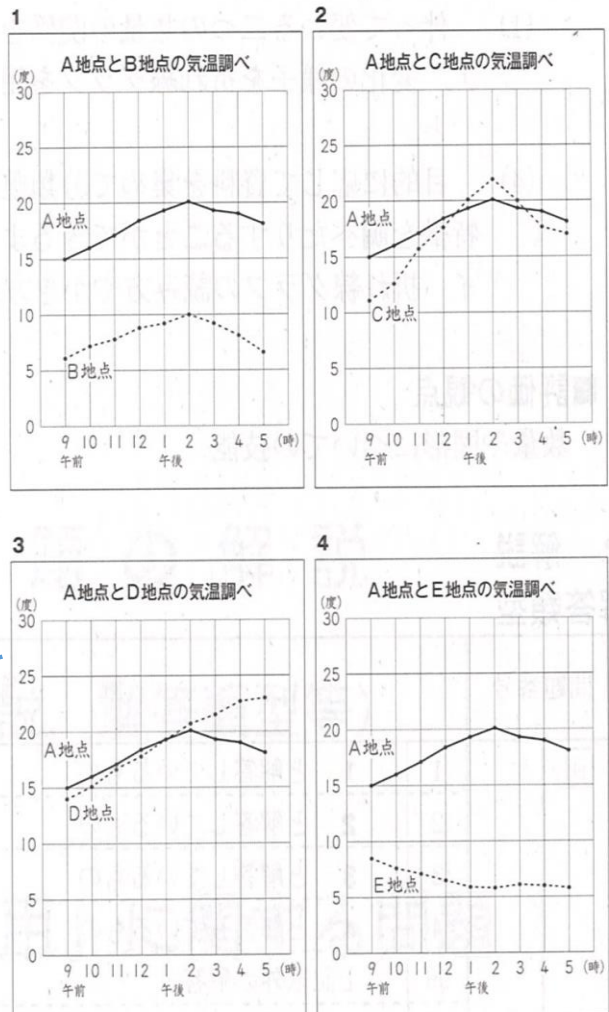 1
A地点とB地点の気温調べ
(度)
30
25
20
15
10
5
0
A地点
B地点
9 10 11 12 1 2 3 4 5 (時)
午前 午後
2
A地点とC地点の気温調べ
(度)
30
25
20
15
10
5
0
A地点
C地点
9 10 11 12 1 2 3 4 5 (時)
午前 午後
3
A地点とD地点の気温調べ
(度)
30
25
20
15
10
5
0
A地点
D地点
9 10 11 12 1 2 3 4 5 (時)
午前 午後
4
A地点とE地点の気温調べ
(度)
30
25
20
15
10
5
0
A地点
E地点
9 10 11 12 1 2 3 4 5 (時)
午前 午後